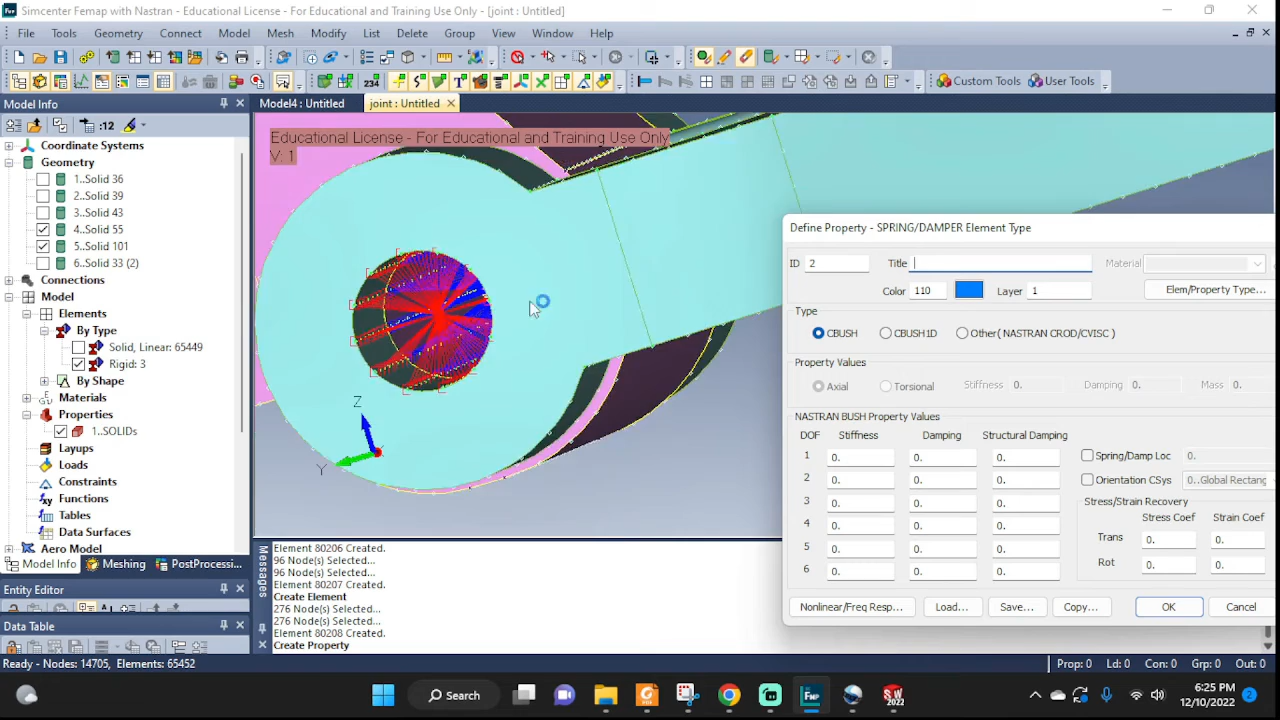 Simcenter Femap with Nastran - Educational License - For Educational and Training Use Only - [joint : Untitled]
File Tools Geometry Connect Model Mesh Modify List Delete Group View Window Help
234 Custom Tools User Tools
Model Info
Model4 : Untitled
joint : Untitled
:12
Educational License - For Educational and Training Use Only
V: 1
Coordinate Systems
Geometry
1..Solid 36
2..Solid 39
3..Solid 43
4..Solid 55
5..Solid 101
6..Solid 33 (2)
Connections
Model
Elements
By Type
Solid, Linear: 65449
Rigid: 3
By Shape
Materials
Properties
1..SOLIDs
Layups
Loads
Constraints
Functions
Tables
Data Surfaces
Aero Model
Model Info Meshing PostProcessi...
Entity Editor
Data Table
Z
Y
Define Property - SPRING/DAMPER Element Type
ID 2 Title Material
Color 110 Layer 1 Elem/Property Type...
Type
CBUSH CBUSH1D Other( NASTRAN CROD/CVISC )
Property Values
Axial Torsional Stiffness 0. Damping 0. Mass 0.
NASTRAN BUSH Property Values
DOF Stiffness Damping Structural Damping
1 0. 0. 0. Spring/Damp Loc 0.
2 0. 0. 0. Orientation CSys 0..Global Rectang
3 0. 0. 0. Stress/Strain Recovery
Stress Coef Strain Coef
4 0. 0. 0.
Trans 0. 0.
5 0. 0. 0.
Rot 0. 0.
6 0. 0. 0.
Nonlinear/Freq Resp... Load... Save... Copy... OK Cancel
Messages
Element 80206 Created.
96 Node(s) Selected...
96 Node(s) Selected...
Element 80207 Created.
Create Element
276 Node(s) Selected...
276 Node(s) Selected...
Element 80208 Created.
Create Property
Ready - Nodes: 14705, Elements: 65452
Prop: 0 Ld: 0 Con: 0 Grp: 0 Out: 0
Search
6:25 PM
12/10/2022
2